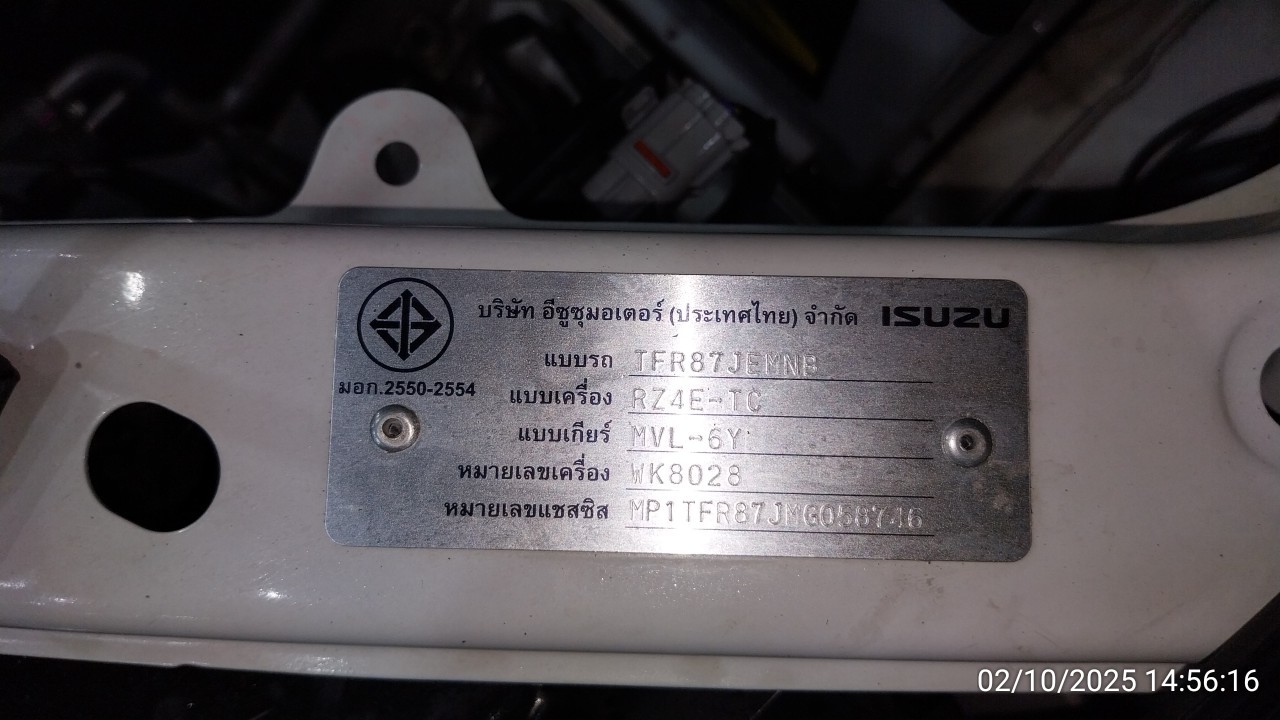 บริษัท อีซูซุมอเตอร์ (ประเทศไทย) จำกัด ISUZU
แบบรถ TFR87JEMNB
มอก.2550-2554
แบบเครื่อง RZ4E-TC
แบบเกียร์ MVL-6Y
หมายเลขเครื่อง WK8028
หมายเลขแชสซิส MP1TFR87JMG058746
02/10/2025 14:56:16